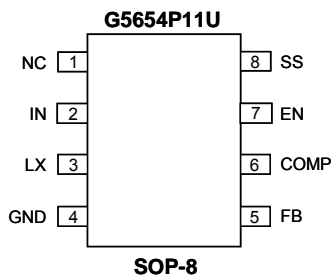 G5654P11U
NC 1 8 SS
IN 2 7 EN
LX 3 6 COMP
GND 4 5 FB
SOP-8